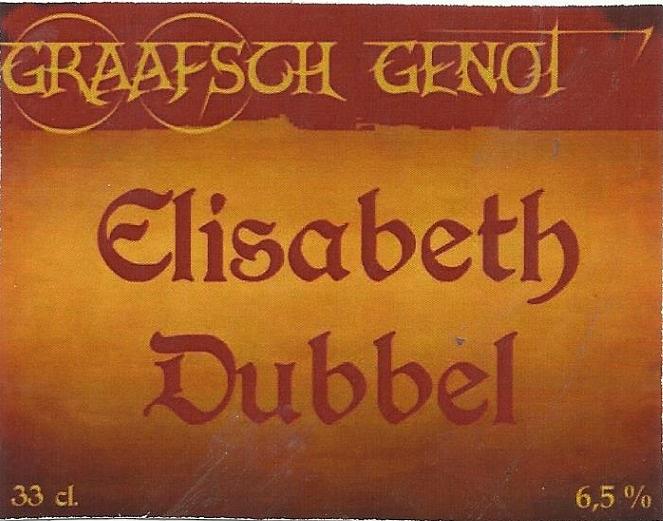 GRAAFSCH GENOT
Elisabeth
Dubbel
33 cl.
6,5 %